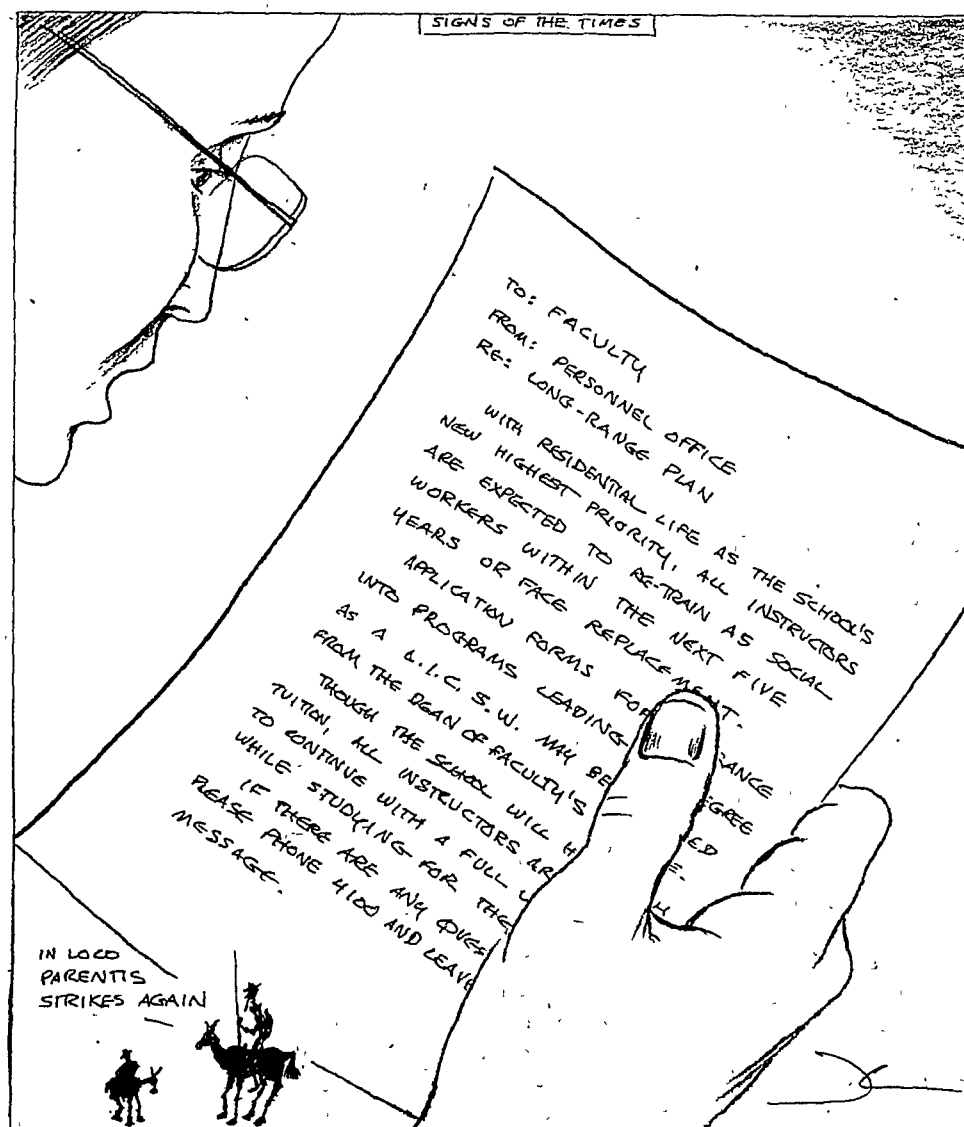 SIGNS OF THE TIMES
TO: FACULTY
FROM: PERSONNEL OFFICE
RE: LONG-RANGE PLAN
WITH RESIDENTIAL LIFE AS THE SCHOOL'S
NEW HIGHEST PRIORITY, ALL INSTRUCTORS
ARE EXPECTED TO RE-TRAIN AS SOCIAL
WORKERS WITHIN THE NEXT FIVE
YEARS OR FACE REPLACEMENT.
APPLICATION FORMS FOR
INTO PROGRAMS LEADING
AS A L.I.C.S.W. MAY BE
FROM THE DEAN OF FACULTY'S
THOUGH THE SCHOOL WILL
TUITION, ALL INSTRUCTORS
TO CONTINUE WITH A FULL
WHILE STUDYING FOR THE
IF THERE ARE ANY
PLEASE PHONE 4100 AND LEAVE
MESSAGE.
IN LOCO
PARENTIS
STRIKES AGAIN